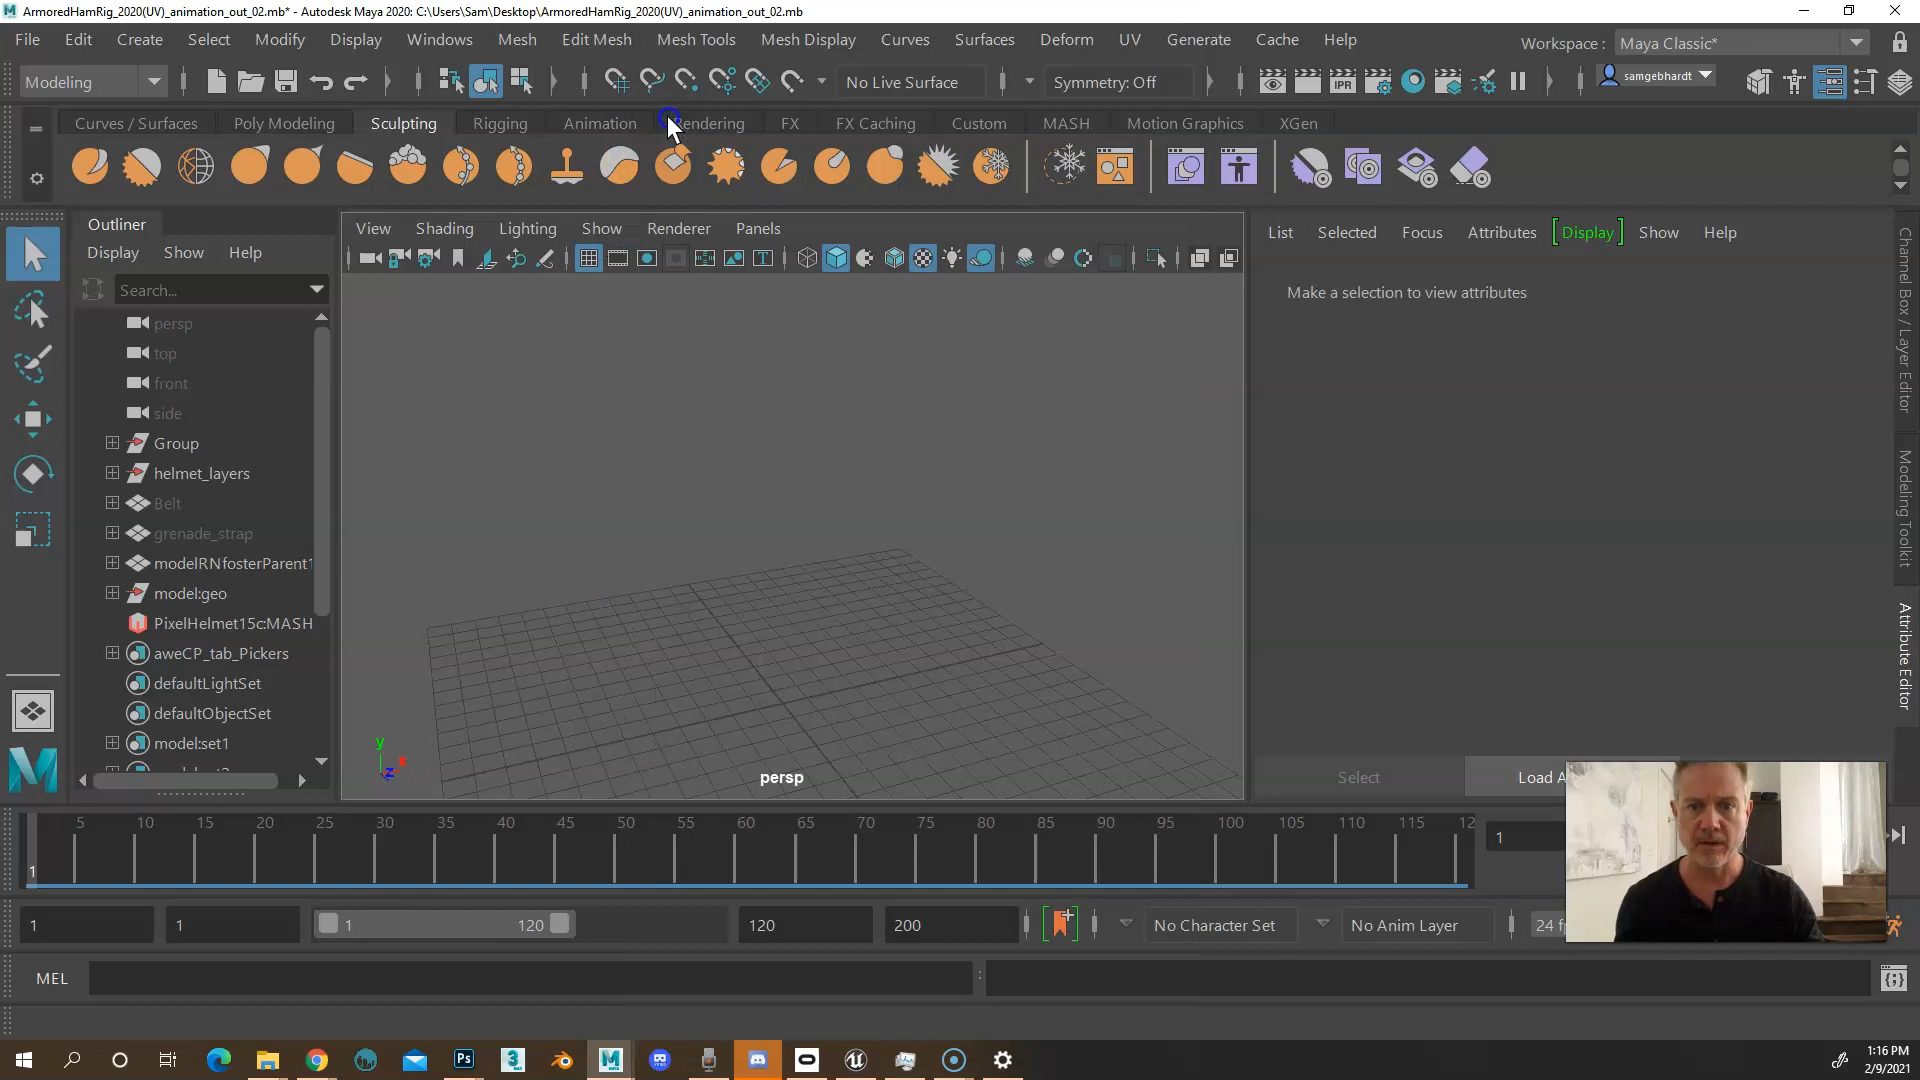 ArmoredHamRig_2020(UV)_animation_out_02.mb* - Autodesk Maya 2020: C:\Users\Sam\Desktop\ArmoredHamRig_2020(UV)_animation_out_02.mb
File Edit Create Select Modify Display Windows Mesh Edit Mesh Mesh Tools Mesh Display Curves Surfaces Deform UV Generate Cache Help Workspace : Maya Classic*
Modeling No Live Surface Symmetry: Off IPR samgebhardt
Curves / Surfaces Poly Modeling Sculpting Rigging Animation Rendering FX FX Caching Custom MASH Motion Graphics XGen
Outliner
Display Show Help
Search...
persp
top
front
side
Group
helmet_layers
Belt
grenade_strap
modelRNfosterParent1
model:geo
PixelHelmet15c:MASH
aweCP_tab_Pickers
defaultLightSet
defaultObjectSet
model:set1
View Shading Lighting Show Renderer Panels
y
x
z
persp
List Selected Focus Attributes [Display] Show Help
Make a selection to view attributes
Select Load A
Channel Box / Layer Editor
Modeling Toolkit
Attribute Editor
5 10 15 20 25 30 35 40 45 50 55 60 65 70 75 80 85 90 95 100 105 110 115 12
1 1
1 1 1 120 120 200 No Character Set No Anim Layer 24 f
MEL
Ps 3
1:16 PM
2/9/2021